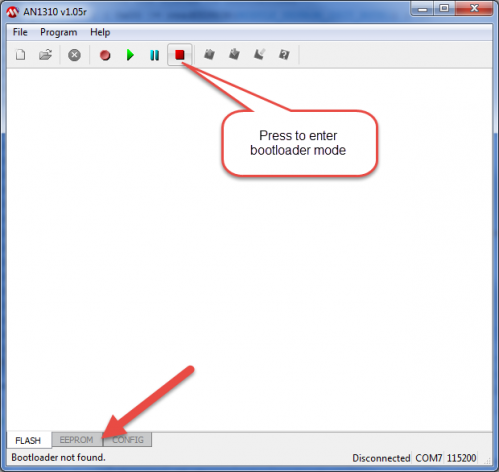 AN1310 v1.05r
File Program Help
Press to enter
bootloader mode
FLASH EEPROM CONFIG
Bootloader not found. Disconnected COM7 115200